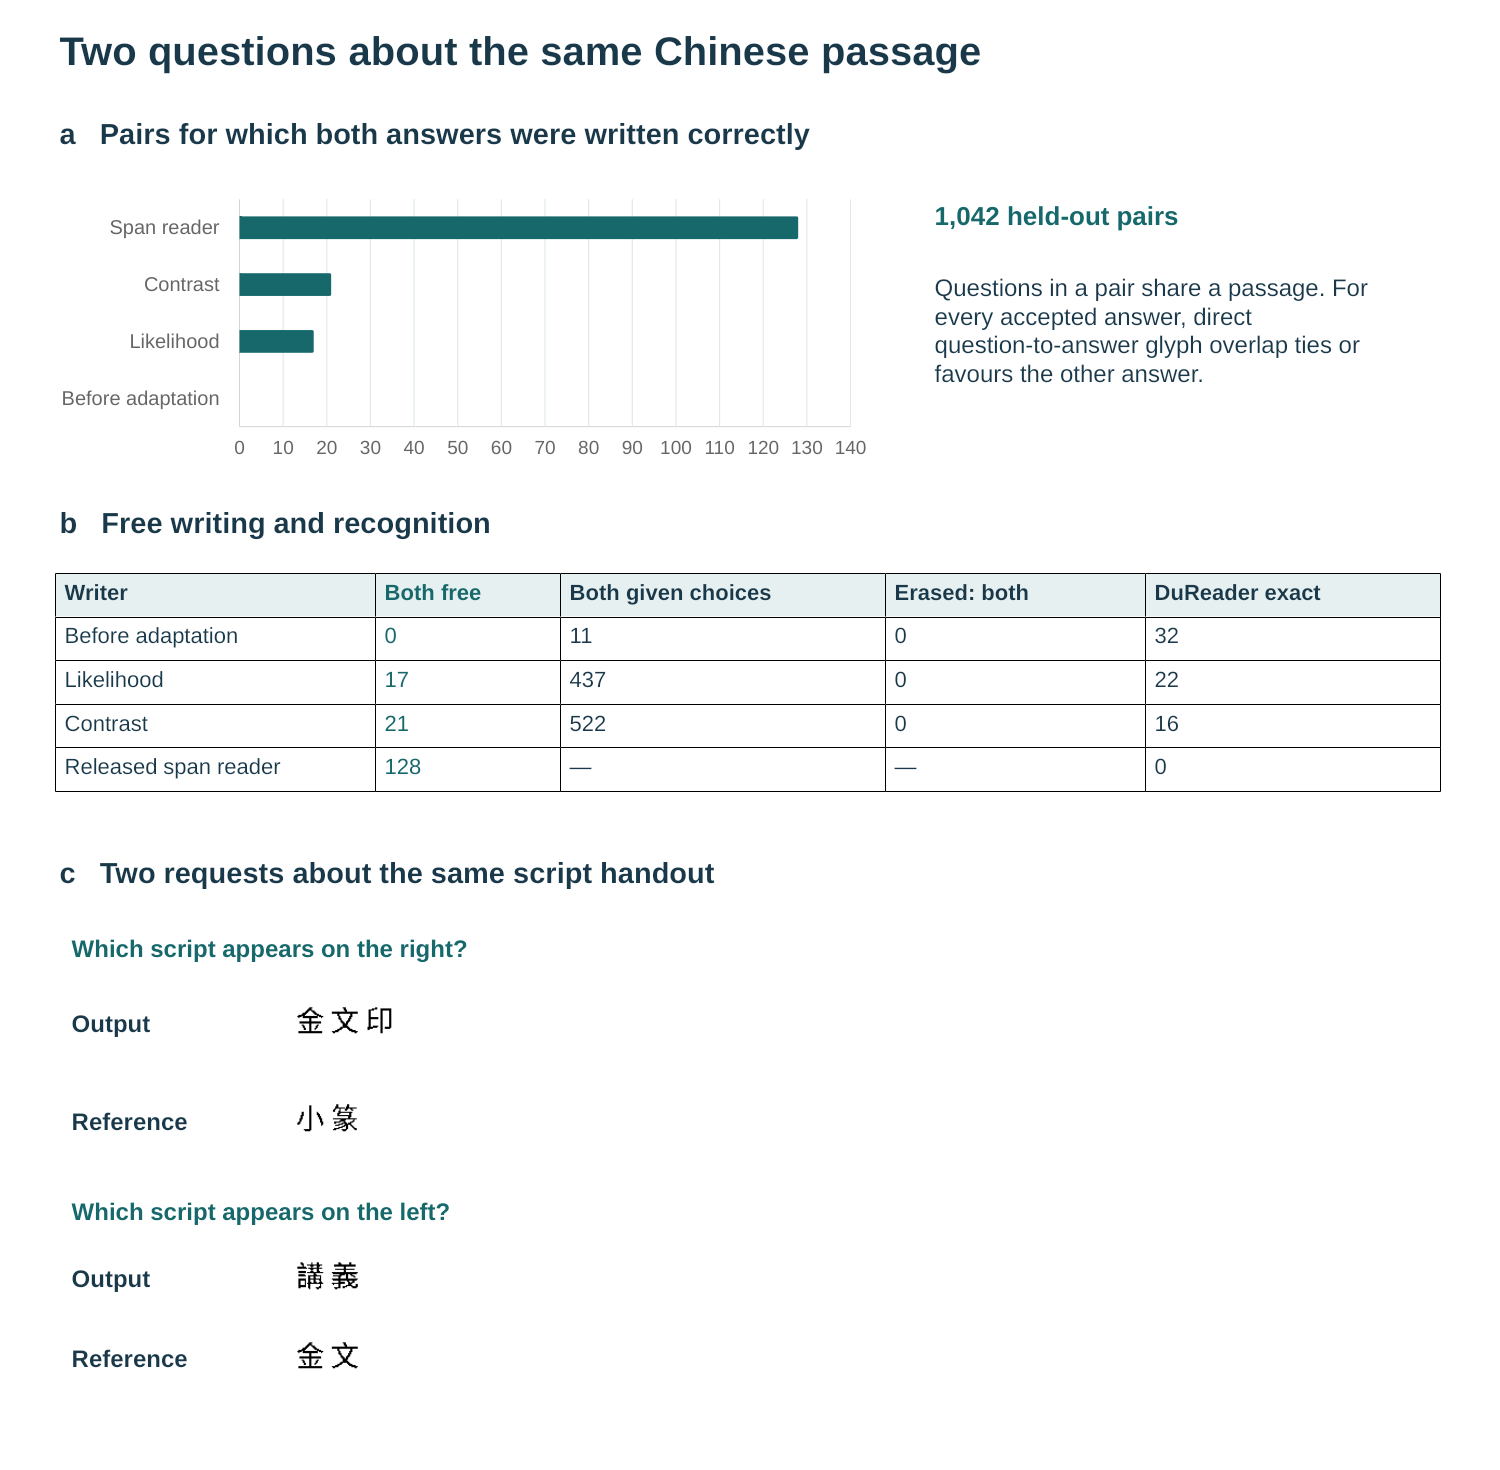 Two questions about the same Chinese passage
a Pairs for which both answers were written correctly
Span reader
Contrast
Likelihood
Before adaptation
0 10 20 30 40 50 60 70 80 90 100 110 120 130 140
1,042 held-out pairs
Questions in a pair share a passage. For
every accepted answer, direct
question-to-answer glyph overlap ties or
favours the other answer.
b Free writing and recognition
Writer Both free Both given choices Erased: both DuReader exact
Before adaptation 0 11 0 32
Likelihood 17 437 0 22
Contrast 21 522 0 16
Released span reader 128 — — 0
c Two requests about the same script handout
Which script appears on the right?
Output 金文印
Reference 小篆
Which script appears on the left?
Output 講義
Reference 金文